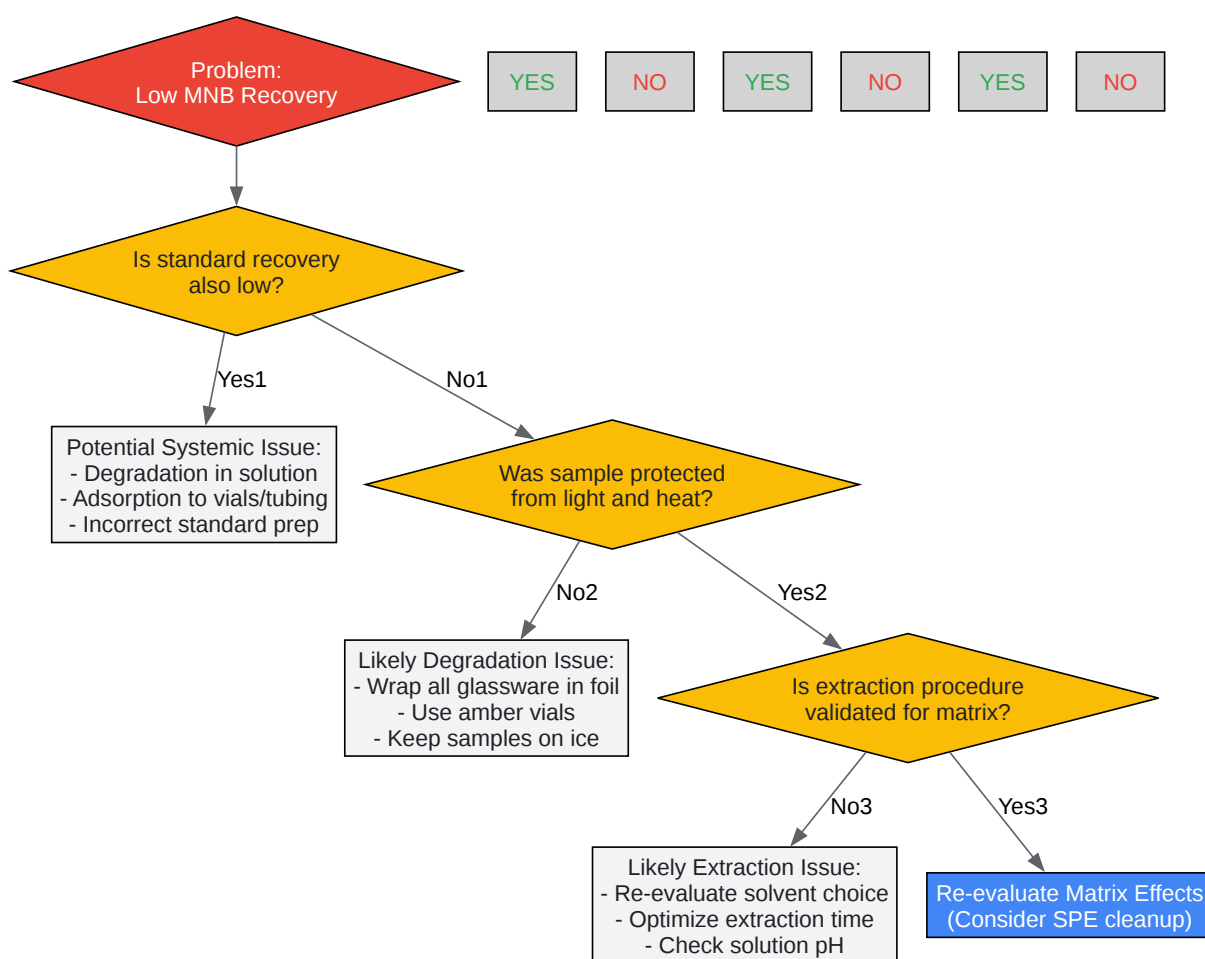 Problem:
Low MNB Recovery
YES
NO
YES
NO
YES
NO
Is standard recovery
also low?
Yes1
No1
Potential Systemic Issue:
- Degradation in solution
- Adsorption to vials/tubing
- Incorrect standard prep
Was sample protected
from light and heat?
No2
Yes2
Likely Degradation Issue:
- Wrap all glassware in foil
- Use amber vials
- Keep samples on ice
Is extraction procedure
validated for matrix?
No3
Yes3
Likely Extraction Issue:
- Re-evaluate solvent choice
- Optimize extraction time
- Check solution pH
Re-evaluate Matrix Effects
(Consider SPE cleanup)